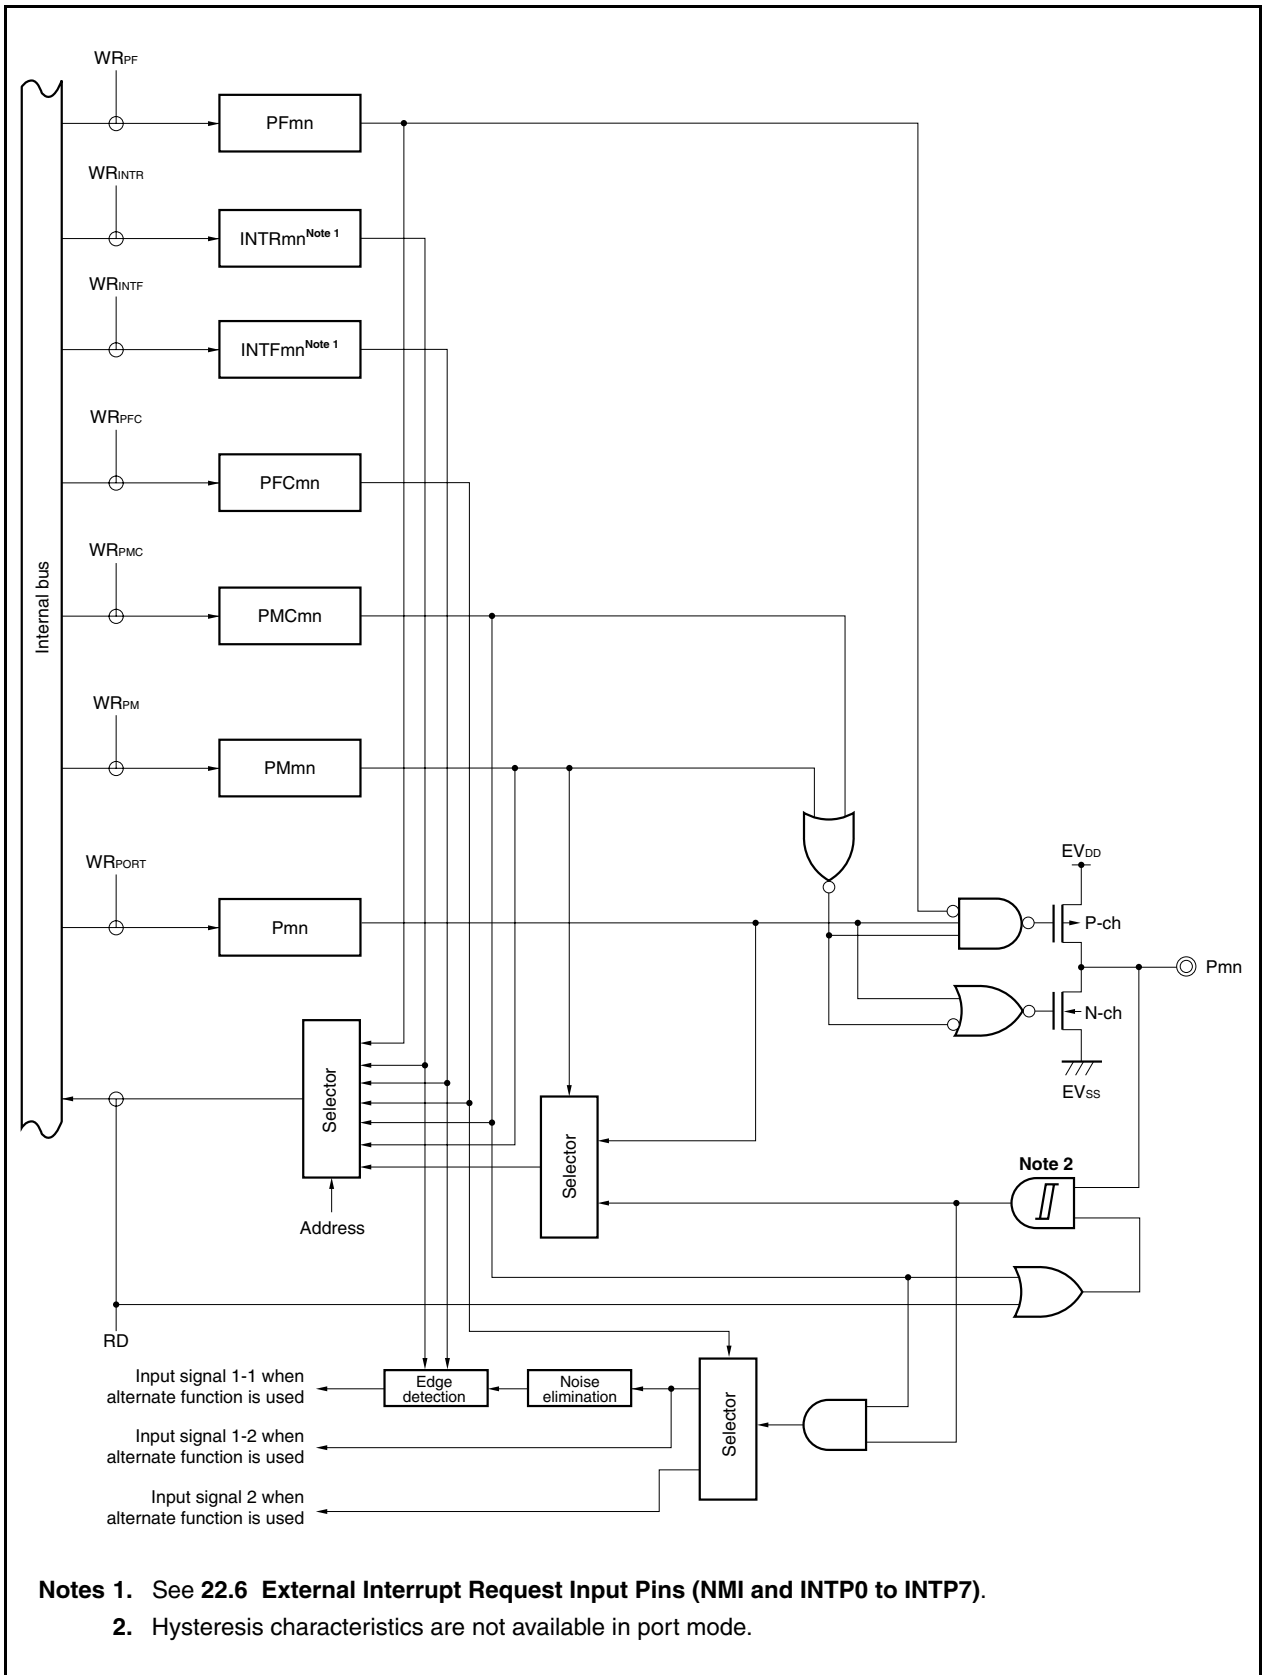 WRPF
PFmn
WRINTR
INTRmnNote 1
WRINTF
INTFmnNote 1
WRPFC
PFCmn
WRPMC
PMCmn
Internal bus
WRPM
PMmn
WRPORT
Pmn
EVDD
P-ch
Pmn
N-ch
EVSS
Selector
Selector
Note 2
Address
RD
Input signal 1-1 when
alternate function is used
Edge
detection
Noise
elimination
Selector
Input signal 1-2 when
alternate function is used
Input signal 2 when
alternate function is used
Notes 1. See 22.6 External Interrupt Request Input Pins (NMI and INTP0 to INTP7).
2. Hysteresis characteristics are not available in port mode.